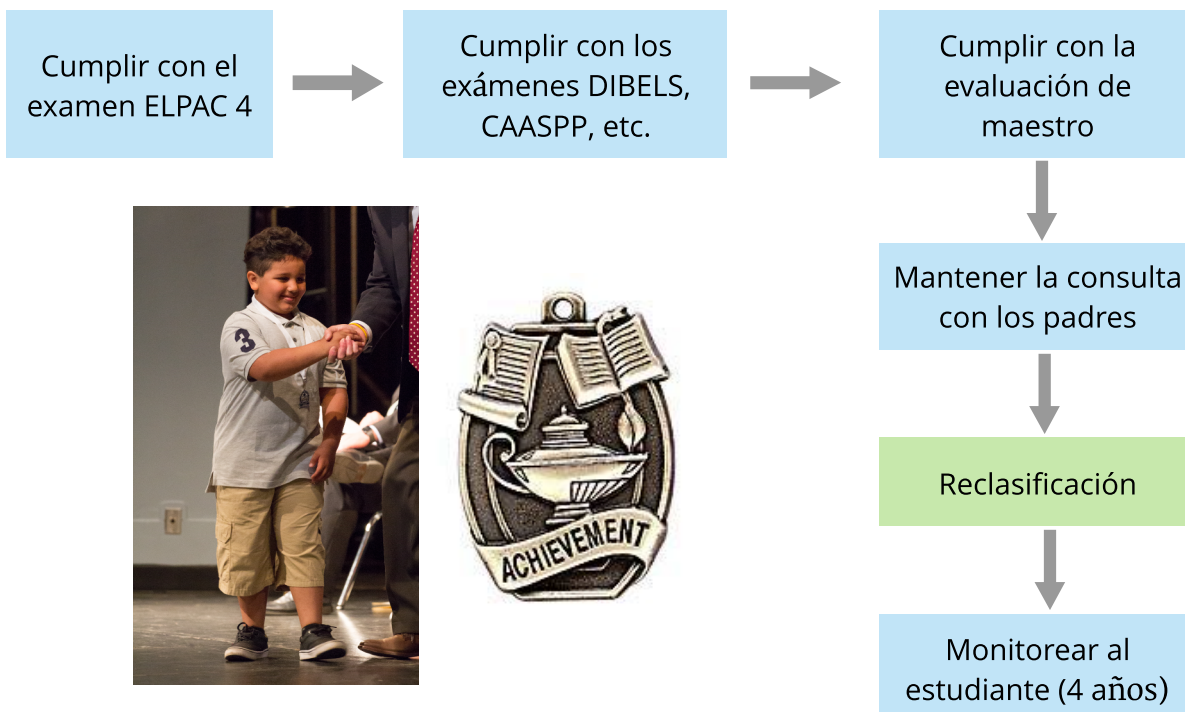 Cumplir con el
examen ELPAC 4
Cumplir con los
exámenes DIBELS,
CAASPP, etc.
Cumplir con la
evaluación de
maestro
Mantener la consulta
con los padres
Reclasificación
Monitorear al
estudiante (4 años)
3
ACHIEVEMENT